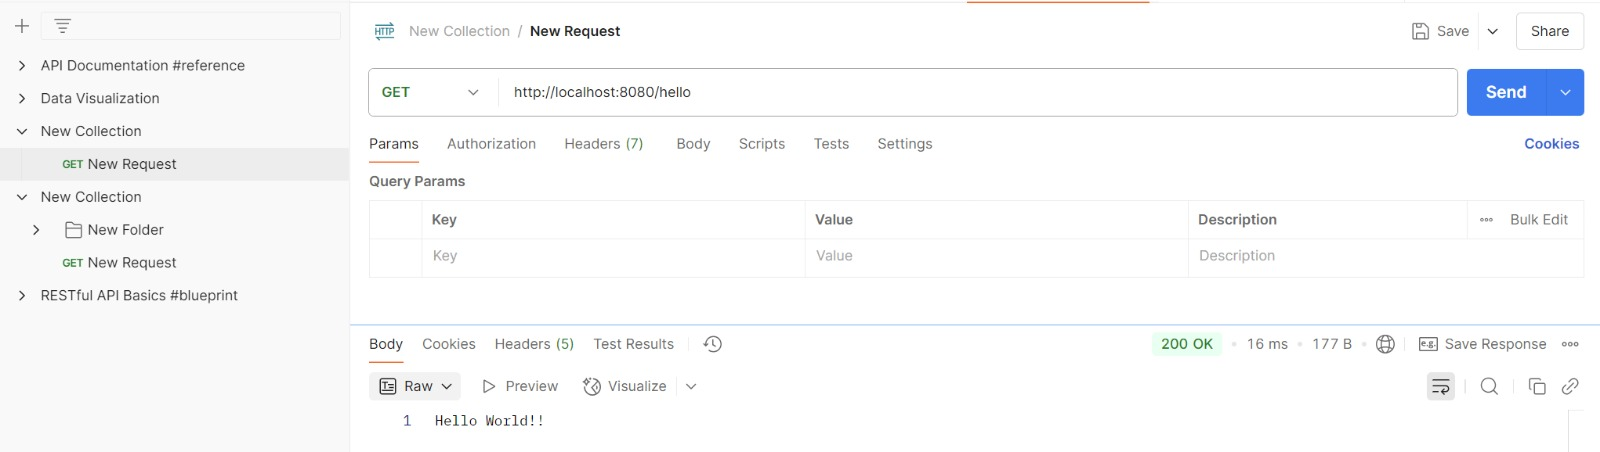 API Documentation #reference
Data Visualization
New Collection
GET New Request
New Collection
New Folder
GET New Request
RESTful API Basics #blueprint
HTTP New Collection / New Request
Save
Share
GET http://localhost:8080/hello
Send
Params Authorization Headers (7) Body Scripts Tests Settings Cookies
Query Params
Key Value Description Bulk Edit
Key Value Description
Body Cookies Headers (5) Test Results 200 OK • 16 ms • 177 B • e.g. Save Response
Raw Preview Visualize
1 Hello World!!